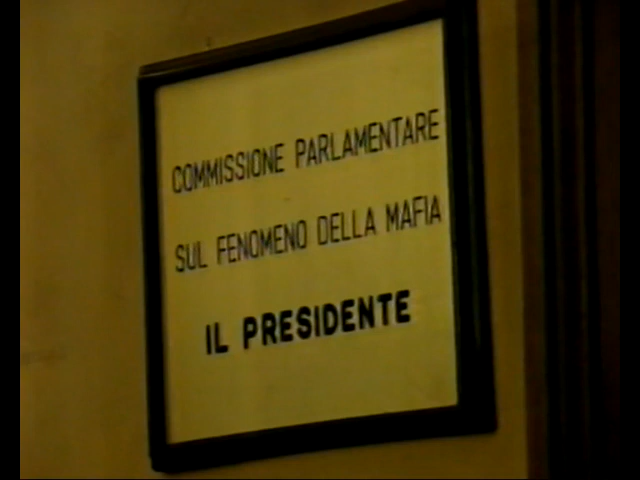 COMMISSIONE PARLAMENTARE
SUL FENOMENO DELLA MAFIA
IL PRESIDENTE